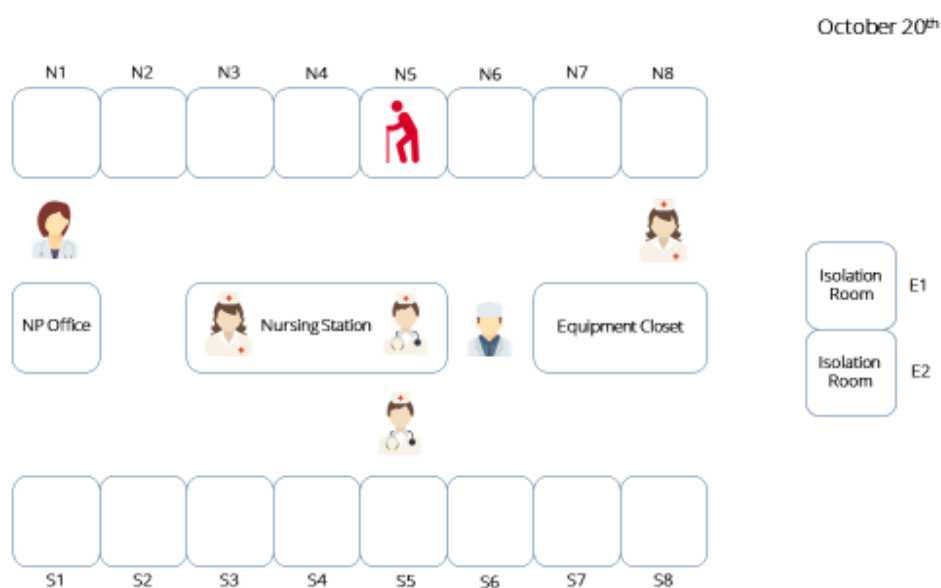 October 20th
N1 N2 N3 N4 N5 N6 N7 N8
Isolation
Room
E1
NP Office
Nursing Station
Equipment Closet
Isolation
Room
E2
S1 S2 S3 S4 S5 S6 S7 S8